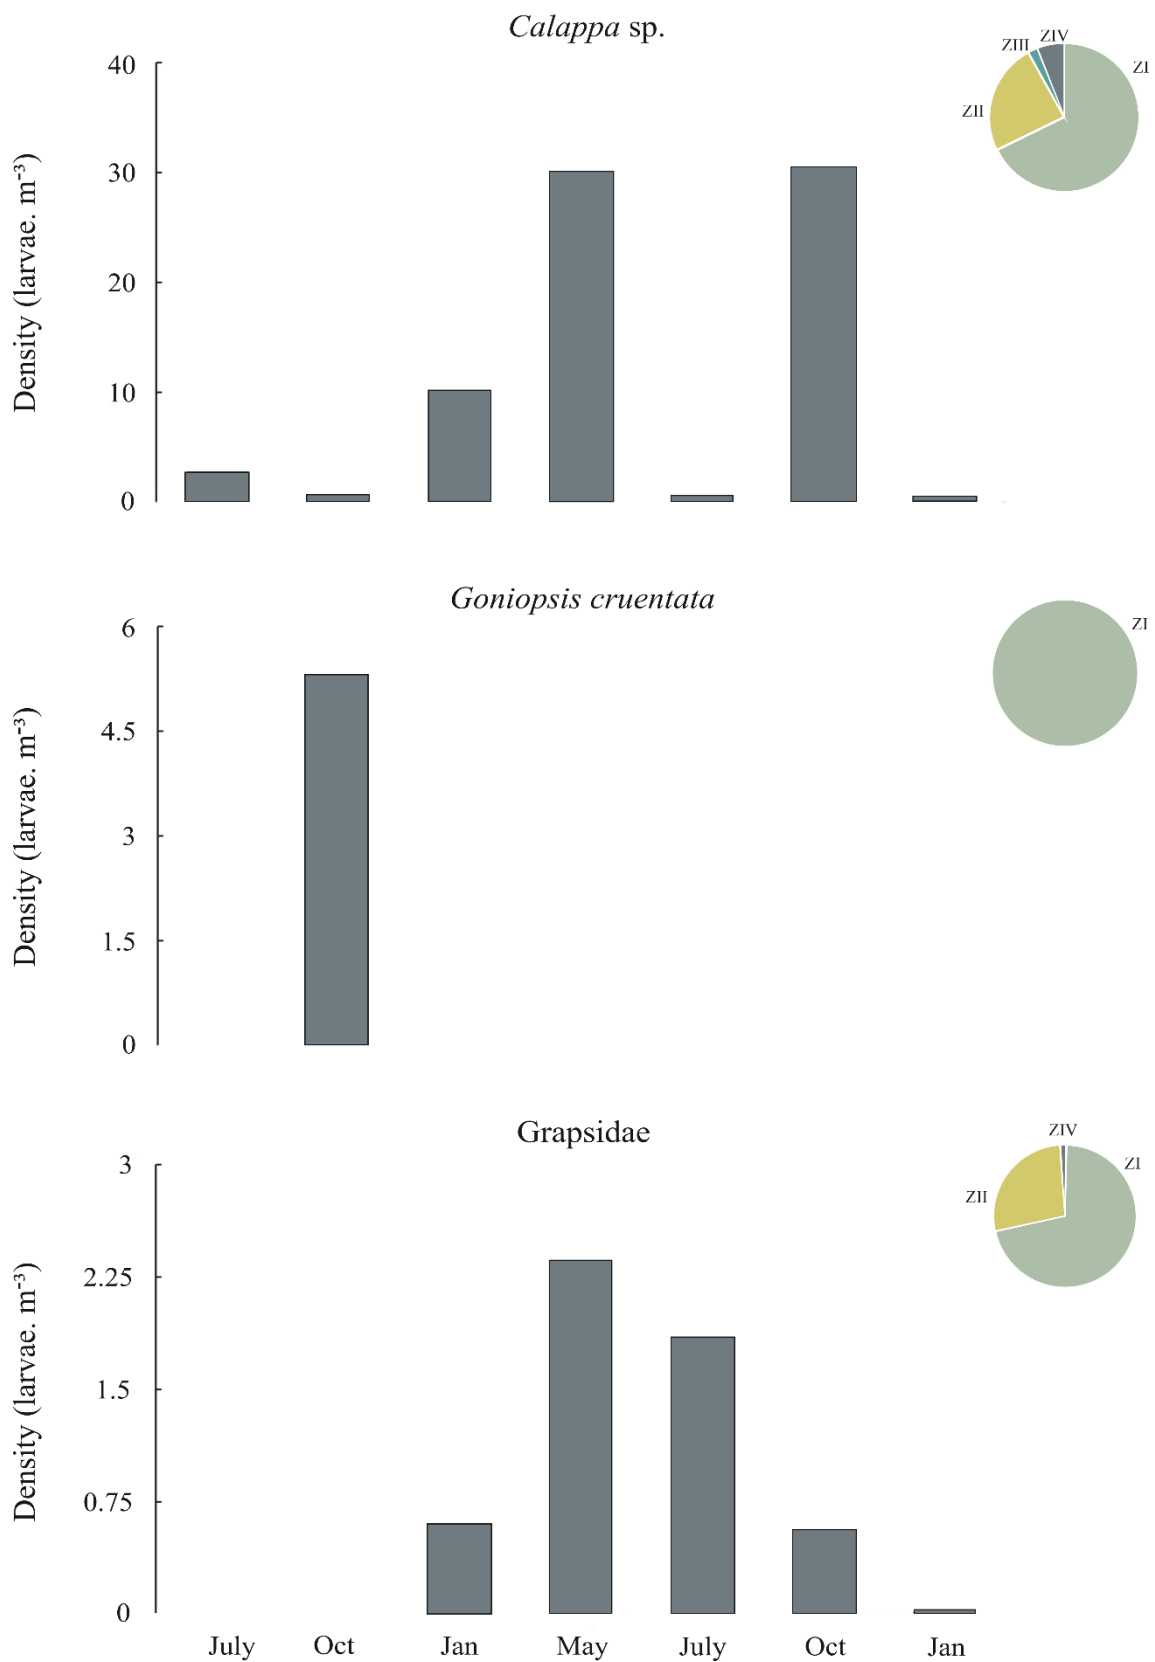 Calappa sp.
ZIII
ZIV
ZI
ZII
40
30
20
10
0
Density (larvae. m⁻³)
Goniopsis cruentata
ZI
6
4.5
3
1.5
0
Density (larvae. m⁻³)
Grapsidae
ZIV
ZI
ZII
3
2.25
1.5
0.75
0
Density (larvae. m⁻³)
July Oct Jan May July Oct Jan